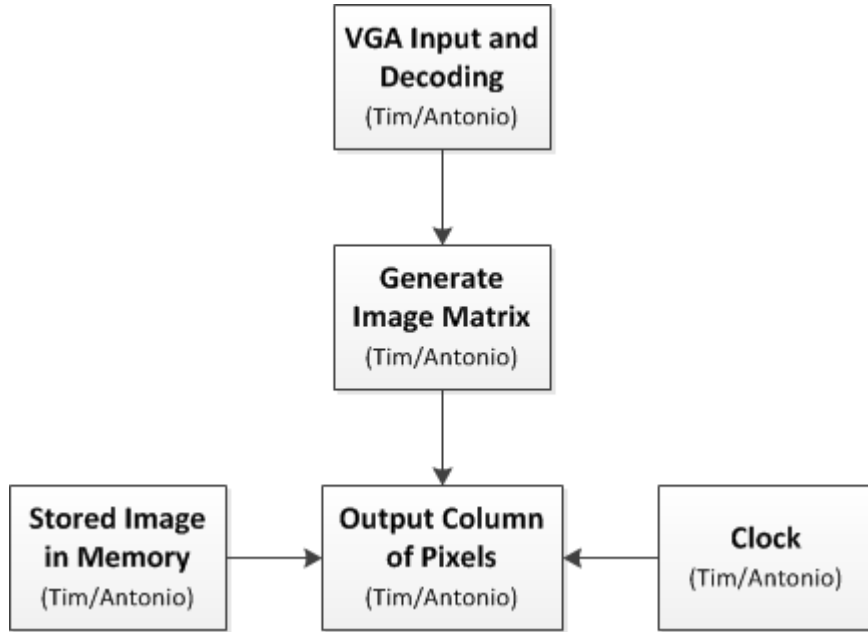 VGA Input and
Decoding
(Tim/Antonio)
Generate
Image Matrix
(Tim/Antonio)
Stored Image
in Memory
(Tim/Antonio)
Output Column
of Pixels
(Tim/Antonio)
Clock
(Tim/Antonio)